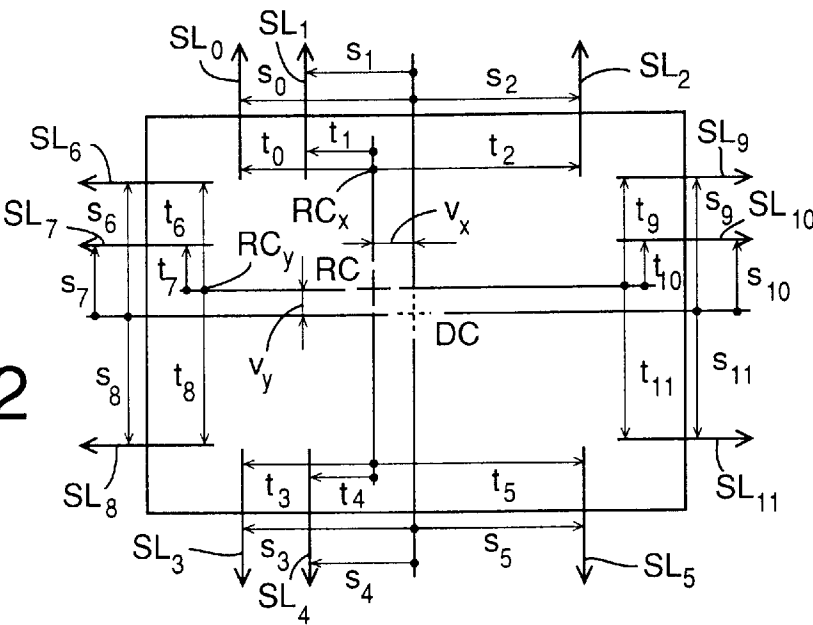 SL₀ SL₁ s₁ SL₂
s₀ s₂
SL₆ t₁ SL₉
t₀ t₂
s₆ t₆ RCₓ vₓ t₉ s₉ SL₁₀
SL₇ RC_y RC
s₇ t₇ t₁₀ s₁₀
DC
v_y
2 s₈ t₈ t₁₁ s₁₁
SL₈ t₃ t₄ t₅ SL₁₁
SL₃ s₃ s₅
SL₄ s₄ SL₅